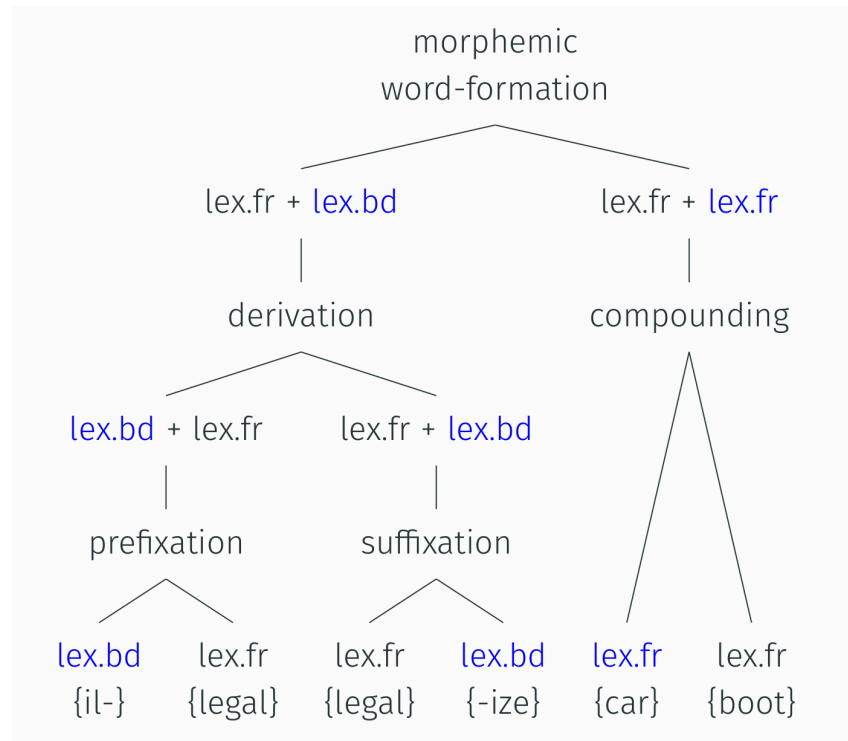 morphemic
word-formation
lex.fr + lex.bd
lex.fr + lex.fr
derivation
compounding
lex.bd + lex.fr
lex.fr + lex.bd
prefixation
suffixation
lex.bd lex.fr lex.fr lex.bd lex.fr lex.fr
{il-} {legal} {legal} {-ize} {car} {boot}